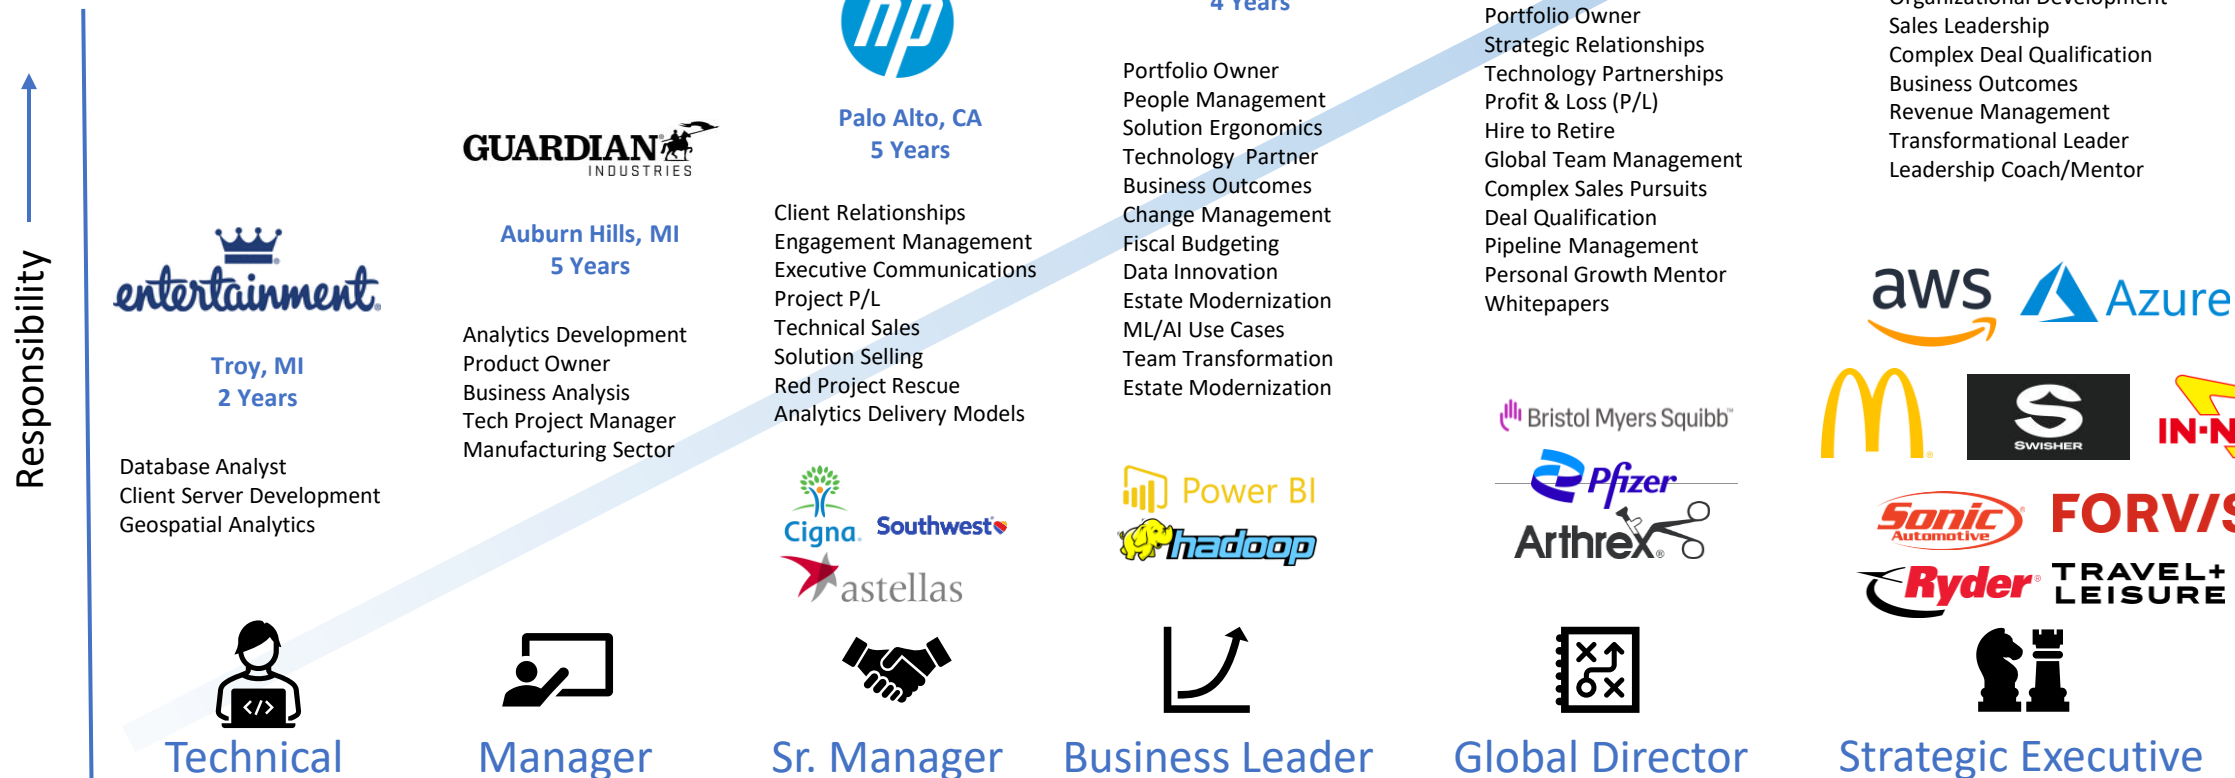 Responsibility
entertainment®
Troy, MI
2 Years
Database Analyst
Client Server Development
Geospatial Analytics
</>
Technical
GUARDIAN®
INDUSTRIES
Auburn Hills, MI
5 Years
Analytics Development
Product Owner
Business Analysis
Tech Project Manager
Manufacturing Sector
Manager
hp
Palo Alto, CA
5 Years
Client Relationships
Engagement Management
Executive Communications
Project P/L
Technical Sales
Solution Selling
Red Project Rescue
Analytics Delivery Models
Cigna®
Southwest
astellas
Sr. Manager
4 Years
Portfolio Owner
People Management
Solution Ergonomics
Technology  Partner
Business Outcomes
Change Management
Fiscal Budgeting
Data Innovation
Estate Modernization
ML/AI Use Cases
Team Transformation
Estate Modernization
Power BI
hadoop
Business Leader
Portfolio Owner
Strategic Relationships
Technology Partnerships
Profit & Loss (P/L)
Hire to Retire
Global Team Management
Complex Sales Pursuits
Deal Qualification
Pipeline Management
Personal Growth Mentor
Whitepapers
Bristol Myers Squibb™
Pfizer
Arthrex®
Global Director
Organizational Development
Sales Leadership
Complex Deal Qualification
Business Outcomes
Revenue Management
Transformational Leader
Leadership Coach/Mentor
aws
Azure
S
SWISHER
IN-N
Sonic
Automotive
FORV/S
Ryder®
TRAVEL+
LEISURE
Strategic Executive